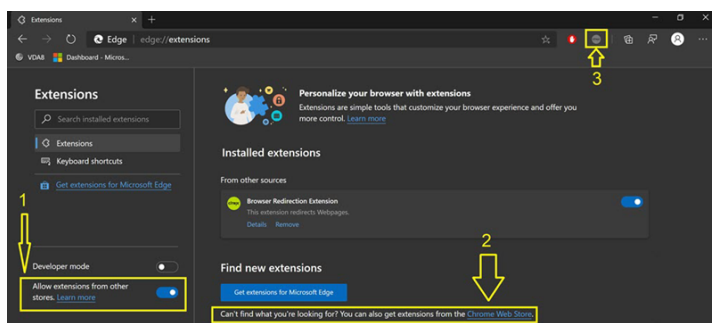 Extensions
Edge | edge://extensions
VDA8
Dashboard - Micros...
3
Extensions
Search installed extensions
Extensions
Keyboard shortcuts
Get extensions for Microsoft Edge
1
Developer mode
Allow extensions from other
stores. Learn more
Personalize your browser with extensions
Extensions are simple tools that customize your browser experience and offer you
more control. Learn more
Installed extensions
From other sources
citrix
Browser Redirection Extension
This extension redirects Webpages.
Details Remove
2
Find new extensions
Get extensions for Microsoft Edge
Can't find what you're looking for? You can also get extensions from the Chrome Web Store.